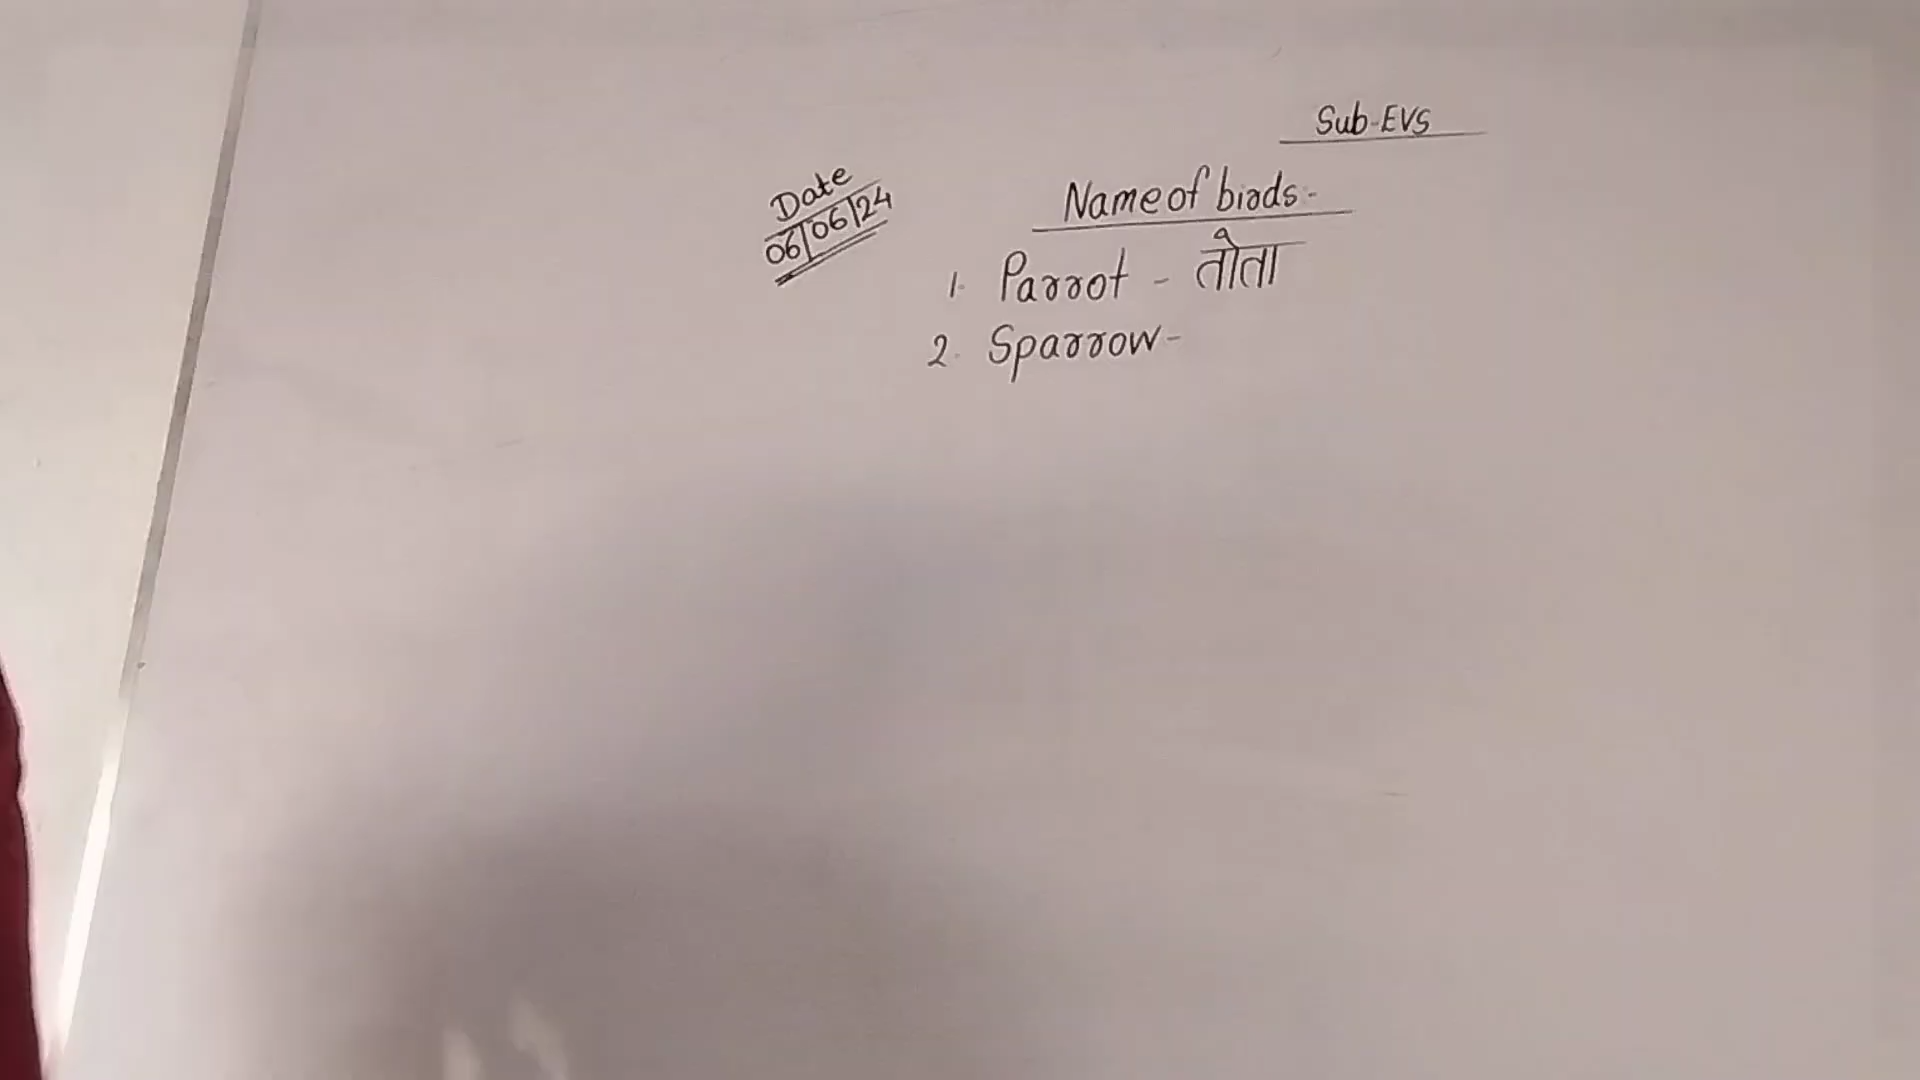 Sub-EVS
Date
06/06/24
Name of birds:-
1. Parrot - तोता
2. Sparrow-